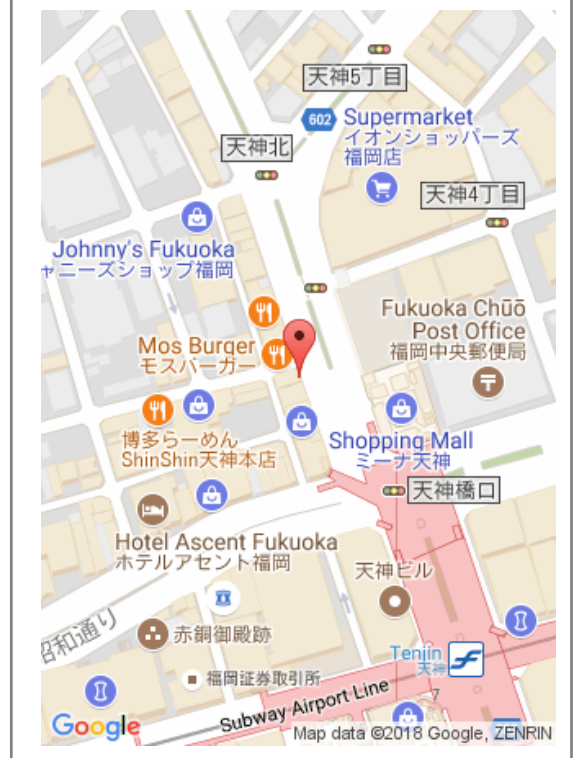 天神5丁目
602
Supermarket
イオンショッパーズ
福岡店
天神北
天神4丁目
Johnny's Fukuoka
ャニーズショップ福岡
Fukuoka Chūō
Post Office
福岡中央郵便局
Mos Burger
モスバーガー
博多らーめん
ShinShin天神本店
Shopping Mall
ミーナ天神
天神橋口
Hotel Ascent Fukuoka
ホテルアセント福岡
天神ビル
昭和通り
赤銅御殿跡
Tenjin
天神
福岡証券取引所
7
Subway Airport Line
Google
Map data ©2018 Google, ZENRIN